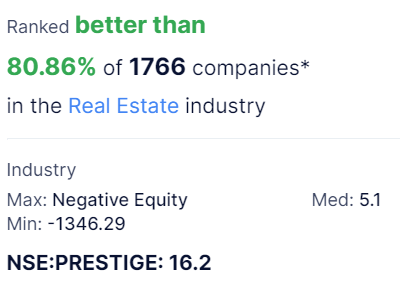 Ranked better than
80.86% of 1766 companies*
in the Real Estate industry
Industry
Max: Negative Equity Med: 5.1
Min: -1346.29
NSE:PRESTIGE: 16.2